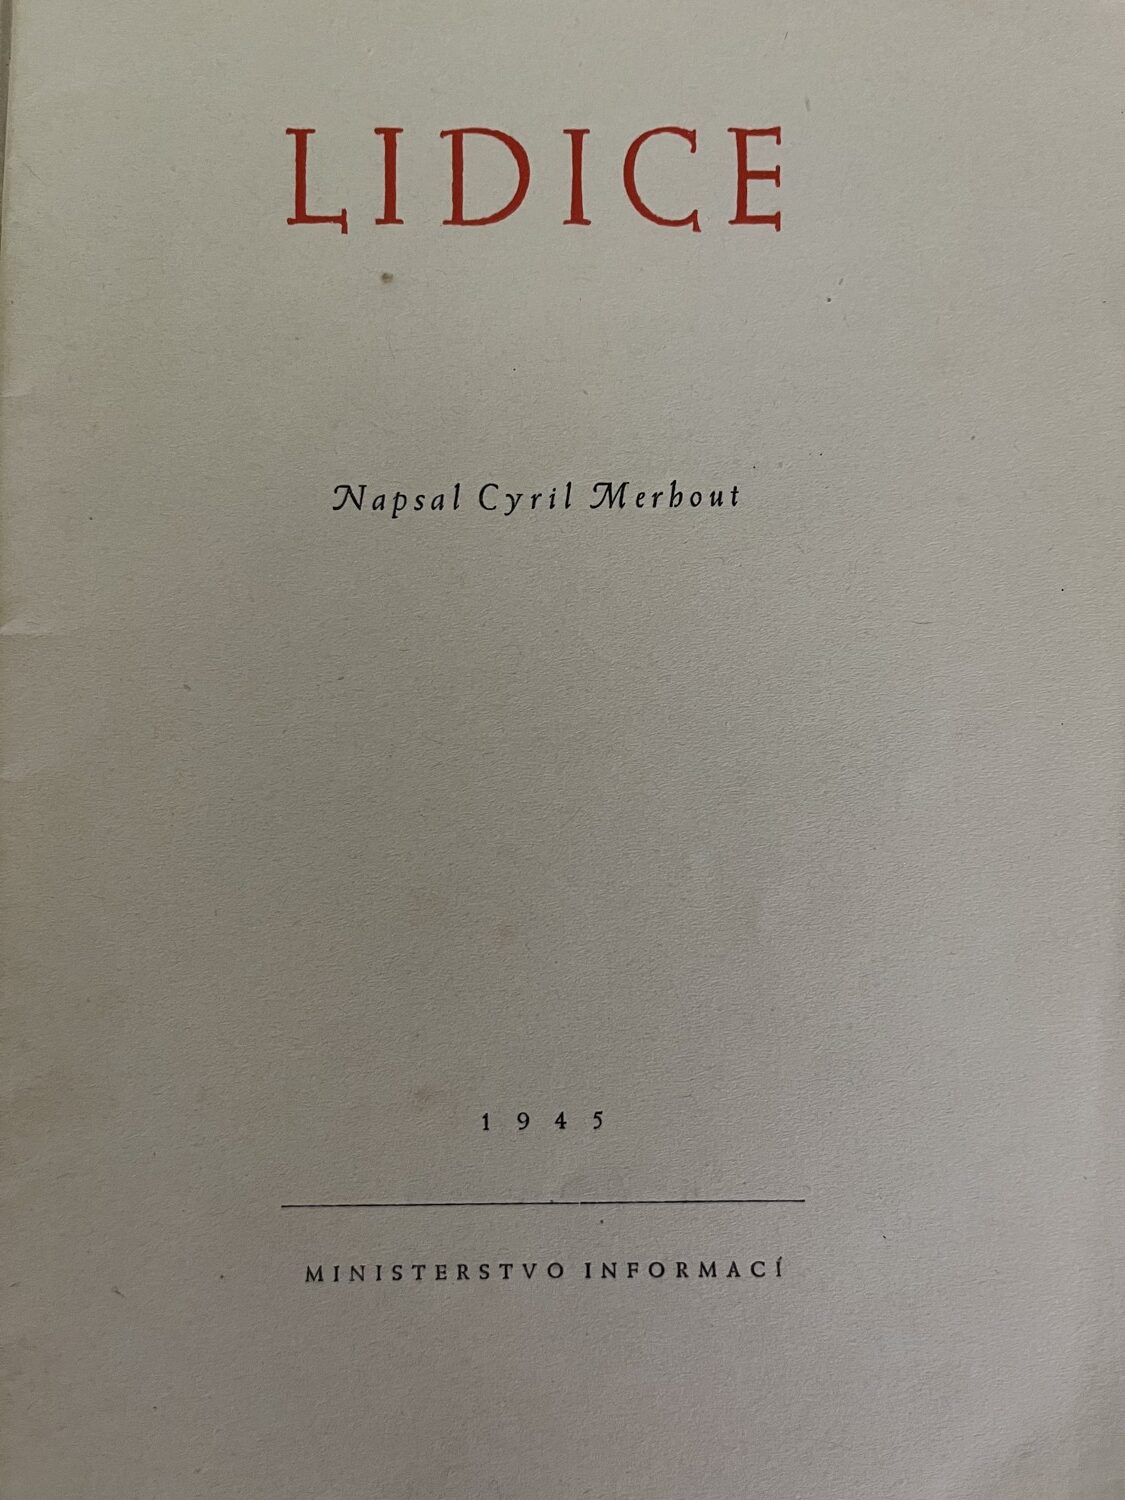 LIDICE
Napsal Cyril Merhout
1945
MINISTERSTVO INFORMACÍ